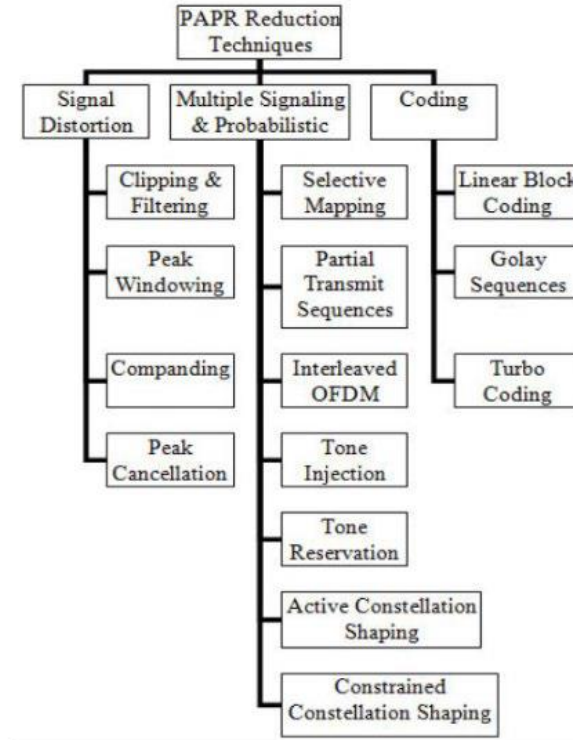 PAPR Reduction
Techniques
Signal
Distortion
Multiple Signaling
& Probabilistic
Coding
Clipping &
Filtering
Peak
Windowing
Companding
Peak
Cancellation
Selective
Mapping
Partial
Transmit
Sequences
Interleaved
OFDM
Tone
Injection
Tone
Reservation
Active Constellation
Shaping
Constrained
Constellation Shaping
Linear Block
Coding
Golay
Sequences
Turbo
Coding